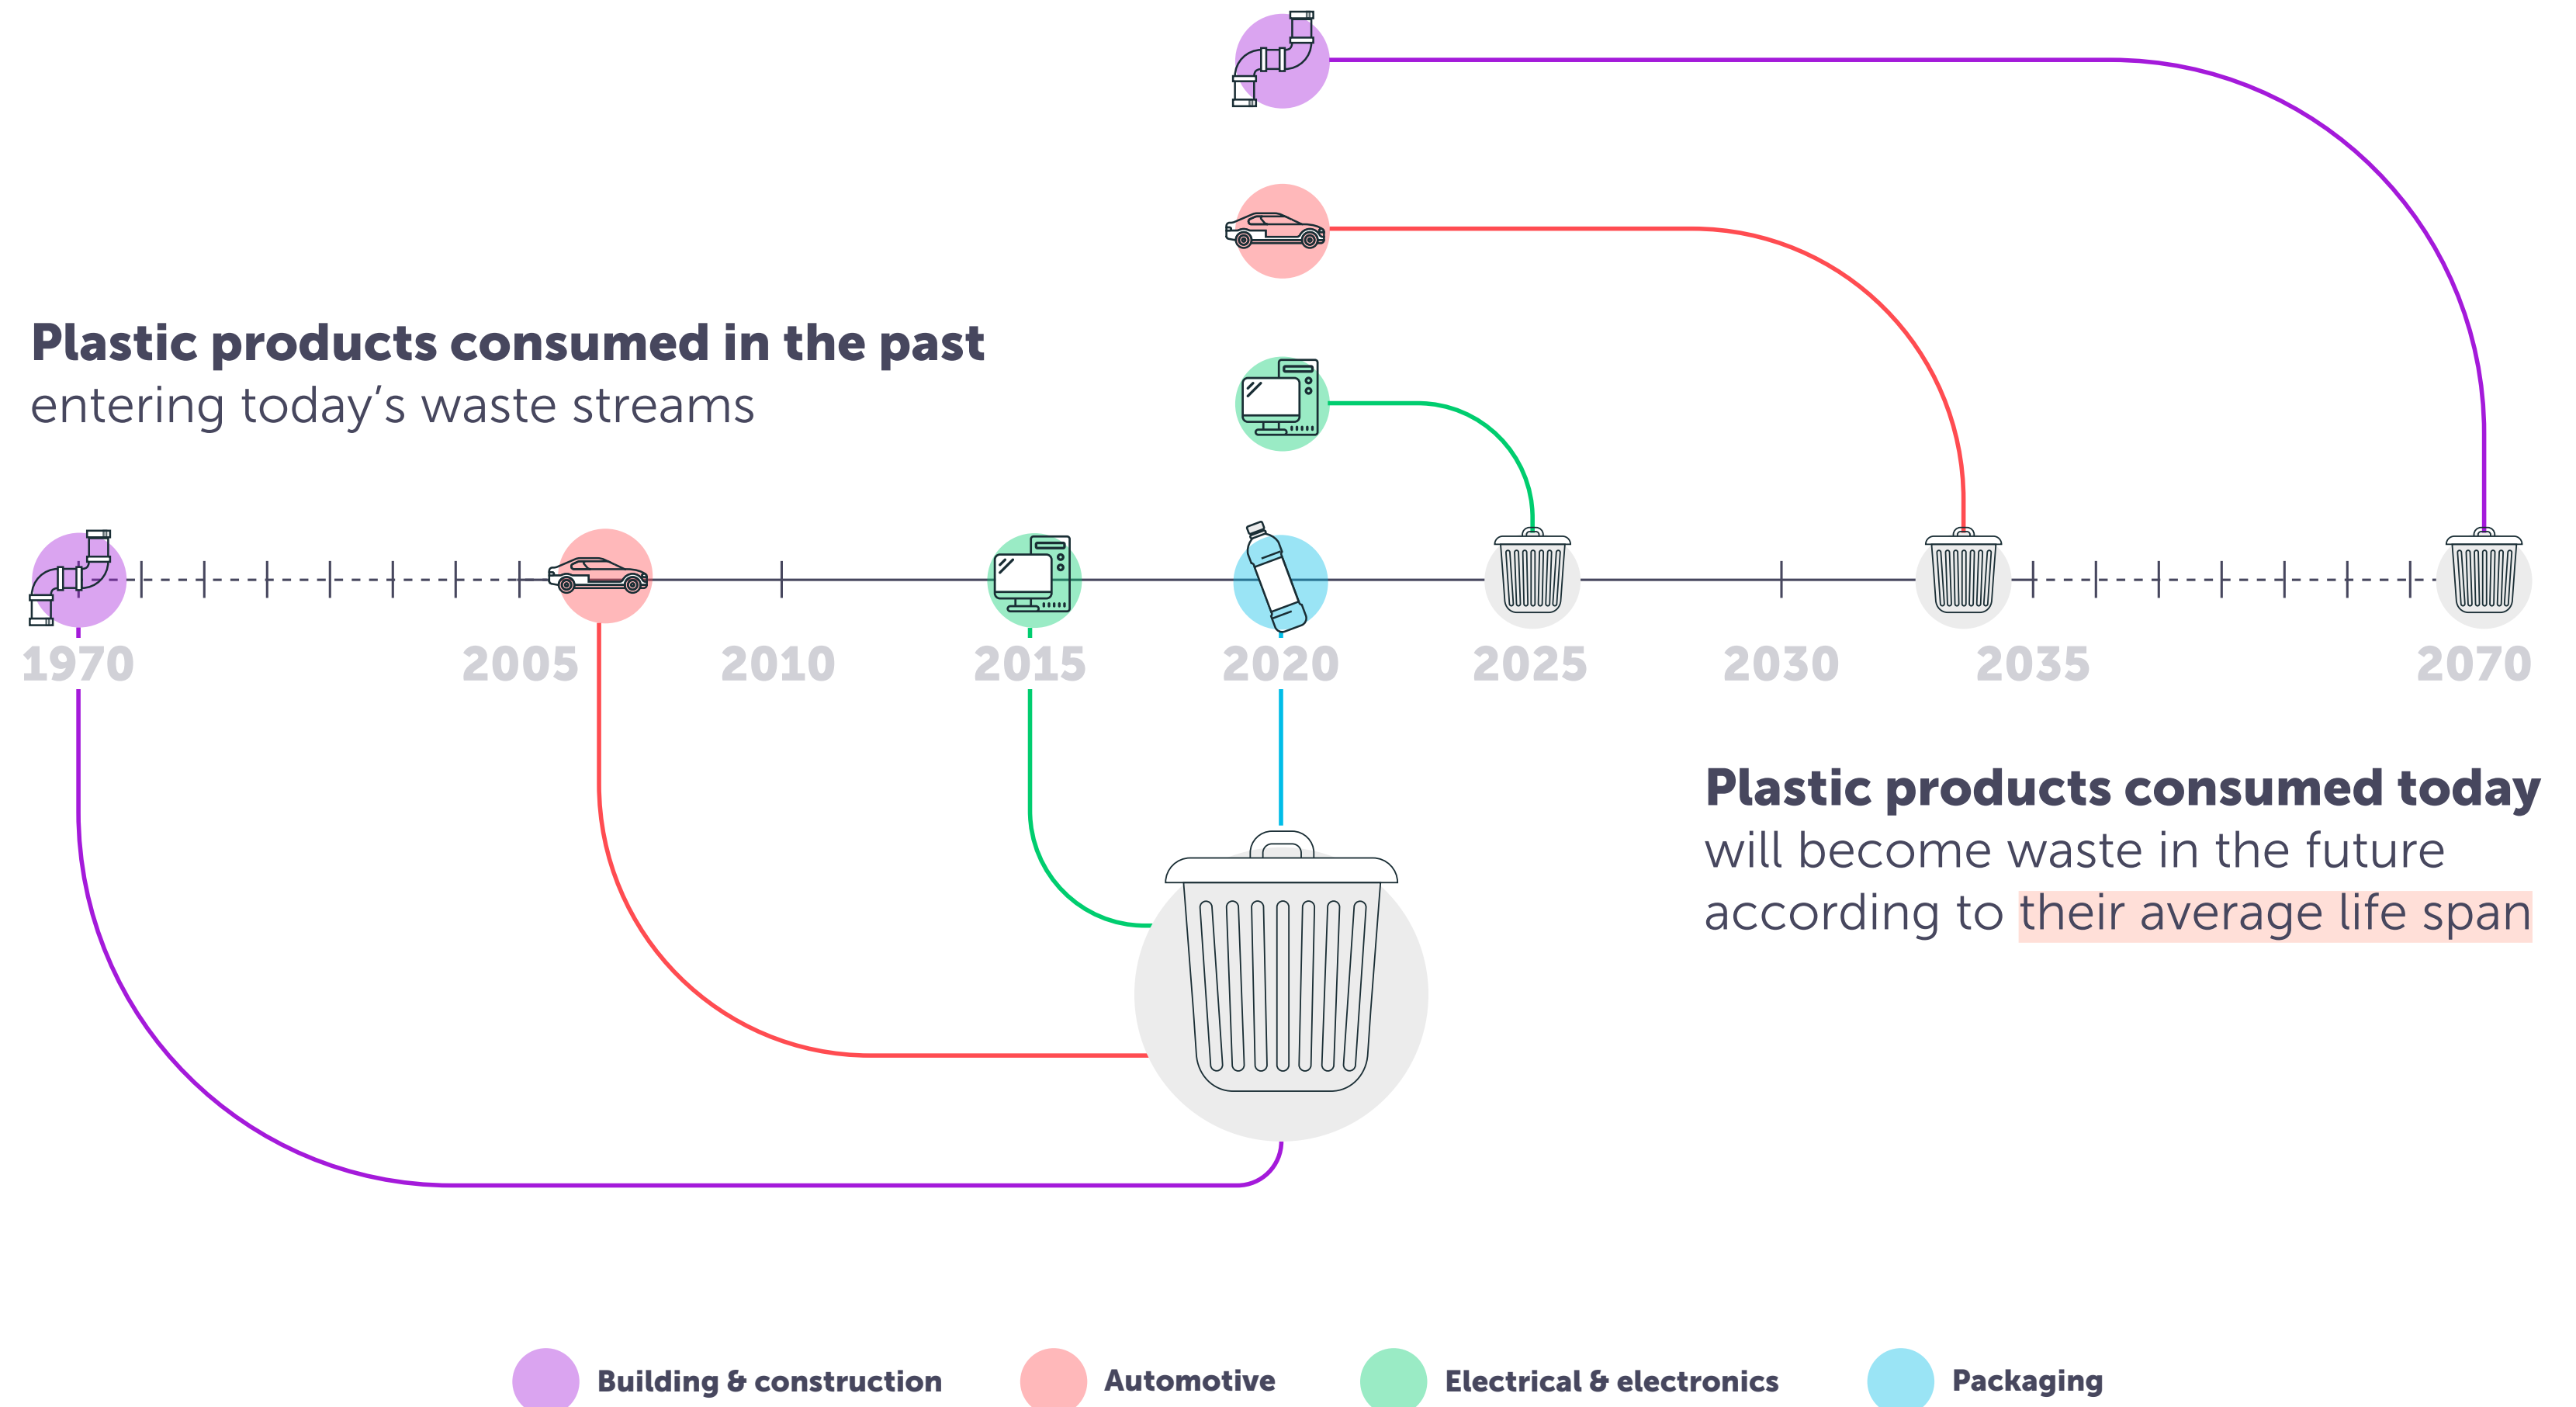 Plastic products consumed in the past
entering today’s waste streams
1970 2005 2010 2015 2020 2025 2030 2035 2070
Plastic products consumed today
will become waste in the future
according to their average life span
Building & construction Automotive Electrical & electronics Packaging